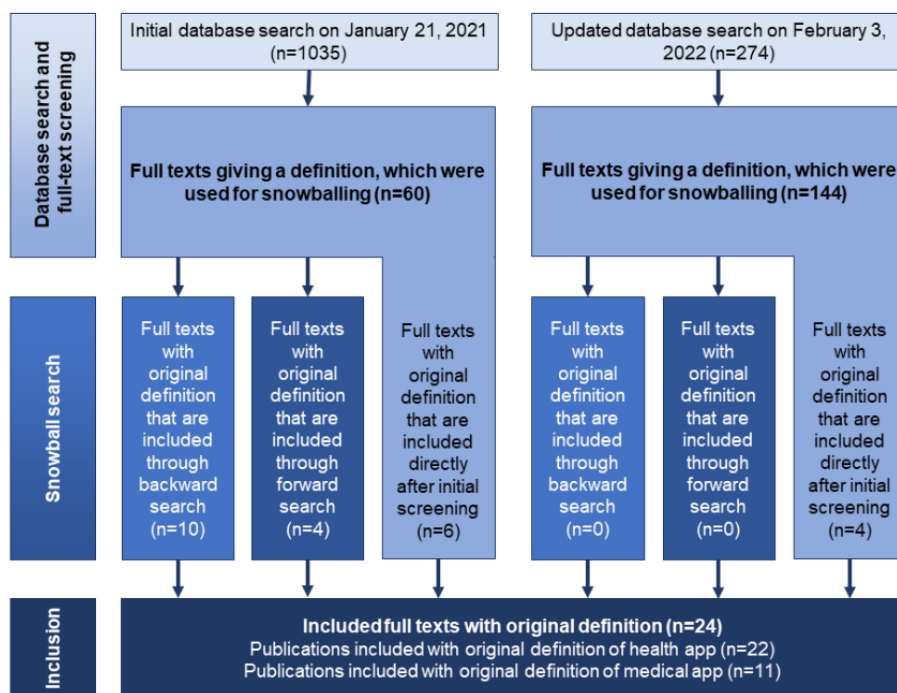 Database search and
full-text screening
Initial database search on January 21, 2021
(n=1035)
Updated database search on February 3,
2022 (n=274)
Full texts giving a definition, which were
used for snowballing (n=60)
Full texts giving a definition, which were
used for snowballing (n=144)
Snowball search
Full texts
with
original
definition
that are
included
through
backward
search
(n=10)
Full texts
with
original
definition
that are
included
through
forward
search
(n=4)
Full texts
with
original
definition
that are
included
directly
after initial
screening
(n=6)
Full texts
with
original
definition
that are
included
through
backward
search
(n=0)
Full texts
with
original
definition
that are
included
through
forward
search
(n=0)
Full texts
with
original
definition
that are
included
directly
after initial
screening
(n=4)
Inclusion
Included full texts with original definition (n=24)
Publications included with original definition of health app (n=22)
Publications included with original definition of medical app (n=11)